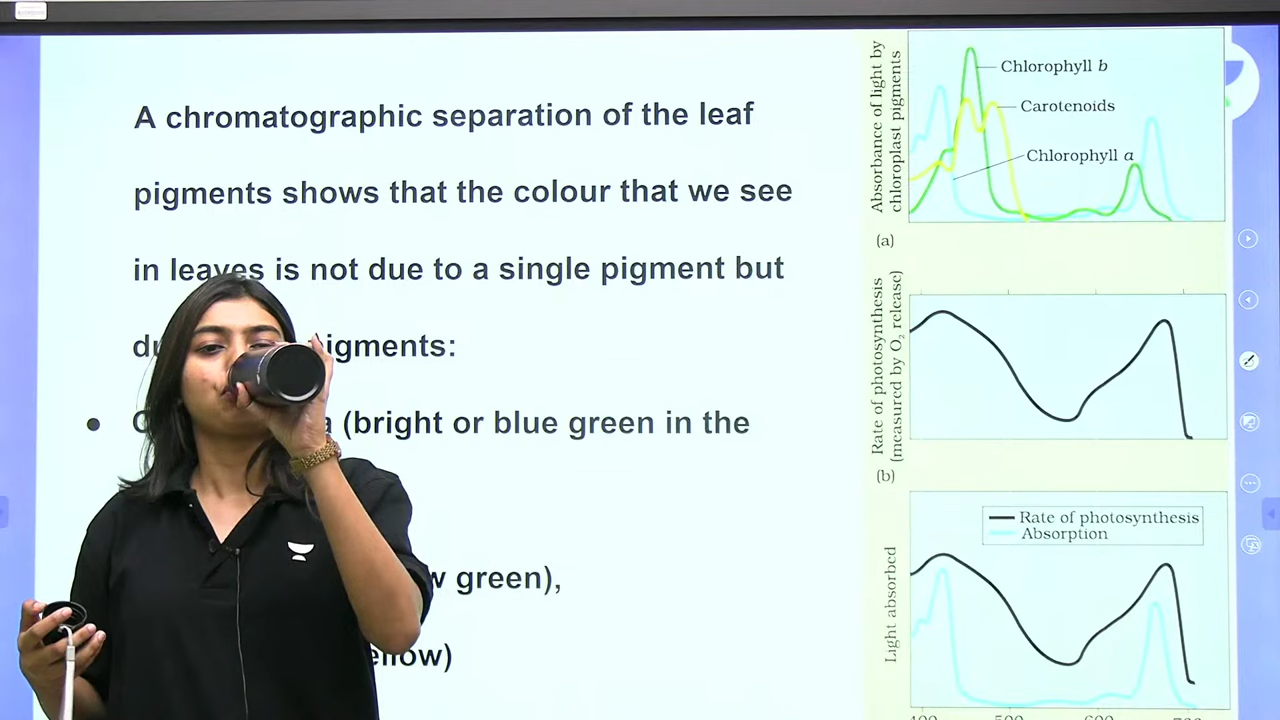 A chromatographic separation of the leaf
pigments shows that the colour that we see
in leaves is not due to a single pigment but
pigments:
(bright or blue green in the
green),
Absorbance of light by
chloroplast pigments
Chlorophyll b
Carotenoids
Chlorophyll a
(a)
Rate of photosynthesis
(measured by O₂ release)
(b)
Light absorbed
Rate of photosynthesis
Absorption
500
600